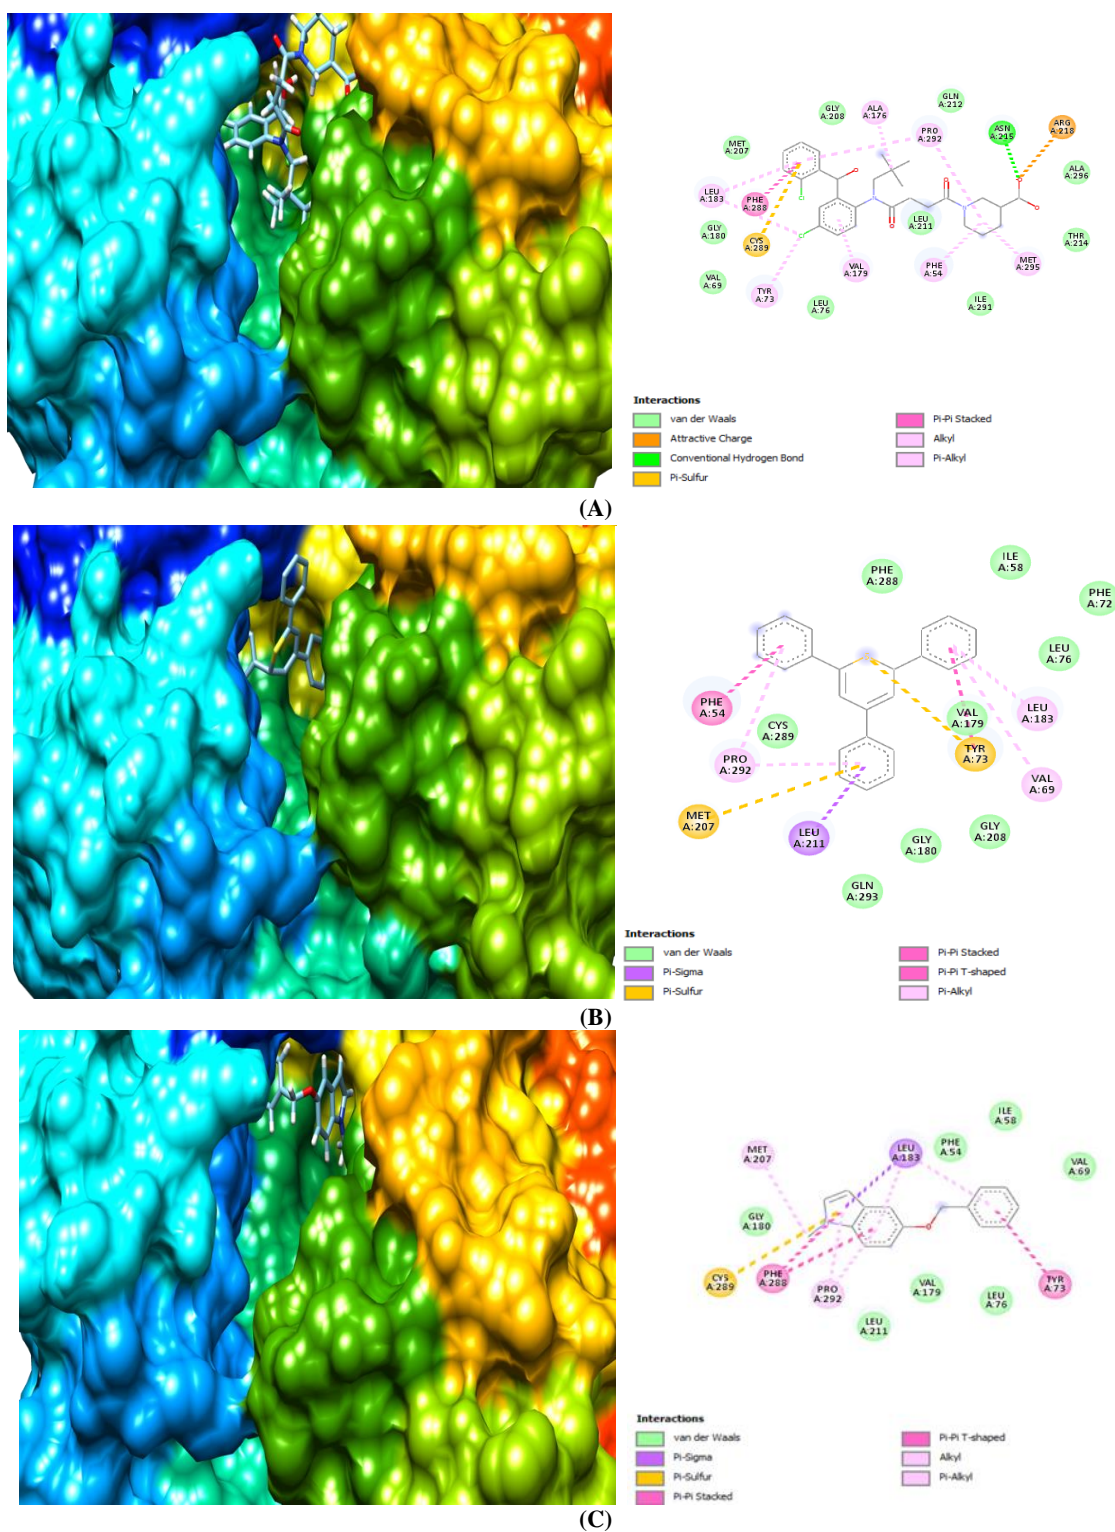 GLN
A:212
GLY
A:208
ALA
A:176
PRO
A:292
ASN
A:215
ARG
A:218
MET
A:207
ALA
A:296
LEU
A:183
PHE
A:288
LEU
A:211
GLY
A:180
CYS
A:289
THR
A:214
VAL
A:179
PHE
A:54
MET
A:295
VAL
A:69
TYR
A:73
LEU
A:76
ILE
A:291
Interactions
van der Waals
Attractive Charge
Conventional Hydrogen Bond
Pi-Sulfur
Pi-Pi Stacked
Alkyl
Pi-Alkyl
(A)
ILE
A:58
PHE
A:288
PHE
A:72
LEU
A:76
PHE
A:54
CYS
A:289
VAL
A:179
LEU
A:183
TYR
A:73
PRO
A:292
VAL
A:69
MET
A:207
LEU
A:211
GLY
A:180
GLY
A:208
GLN
A:293
Interactions
van der Waals
Pi-Sigma
Pi-Sulfur
Pi-Pi Stacked
Pi-Pi T-shaped
Pi-Alkyl
(B)
ILE
A:58
MET
A:207
LEU
A:183
PHE
A:54
VAL
A:69
GLY
A:180
CYS
A:289
PHE
A:288
PRO
A:292
VAL
A:179
LEU
A:76
TYR
A:73
LEU
A:211
Interactions
van der Waals
Pi-Sigma
Pi-Sulfur
Pi-Pi Stacked
Pi-Pi T-shaped
Alkyl
Pi-Alkyl
(C)